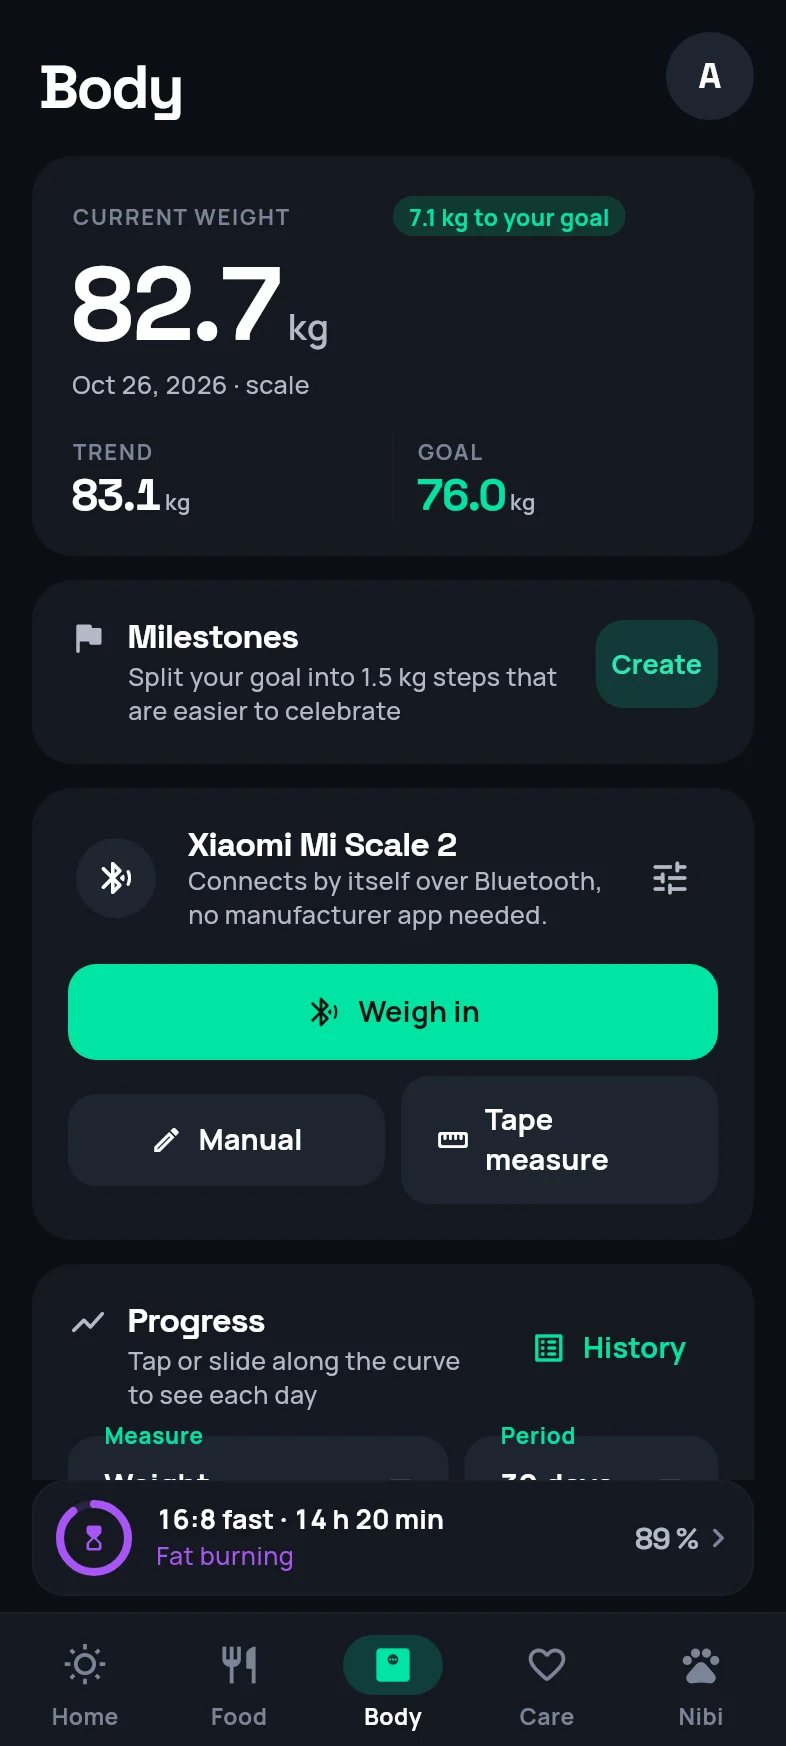 Body
A
CURRENT WEIGHT
7.1 kg to your goal
82.7 kg
Oct 26, 2026 · scale
TREND
83.1 kg
GOAL
76.0 kg
Milestones
Split your goal into 1.5 kg steps that
are easier to celebrate
Create
Xiaomi Mi Scale 2
Connects by itself over Bluetooth,
no manufacturer app needed.
Weigh in
Manual
Tape
measure
Progress
Tap or slide along the curve
to see each day
History
Measure
Weight
Period
30 days
16:8 fast · 14 h 20 min
Fat burning
89 %
Home
Food
Body
Care
Nibi